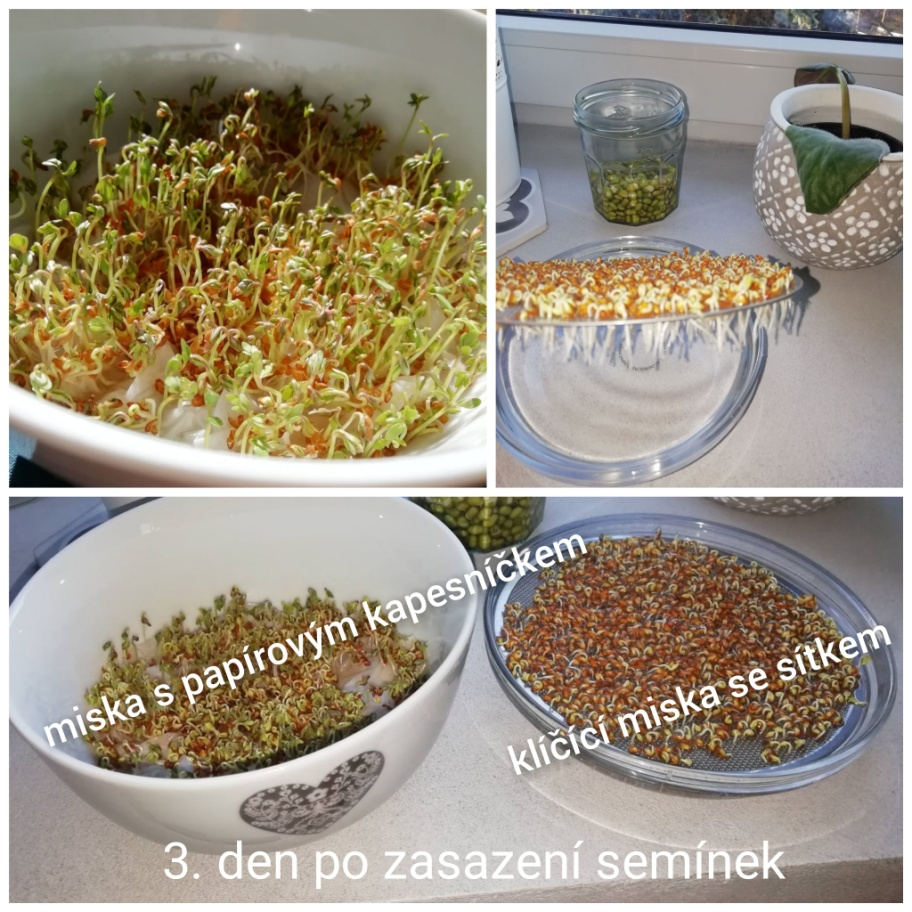 miska s papírovým kapesníčkem
klíčící miska se sítkem
3. den po zasazení semínek